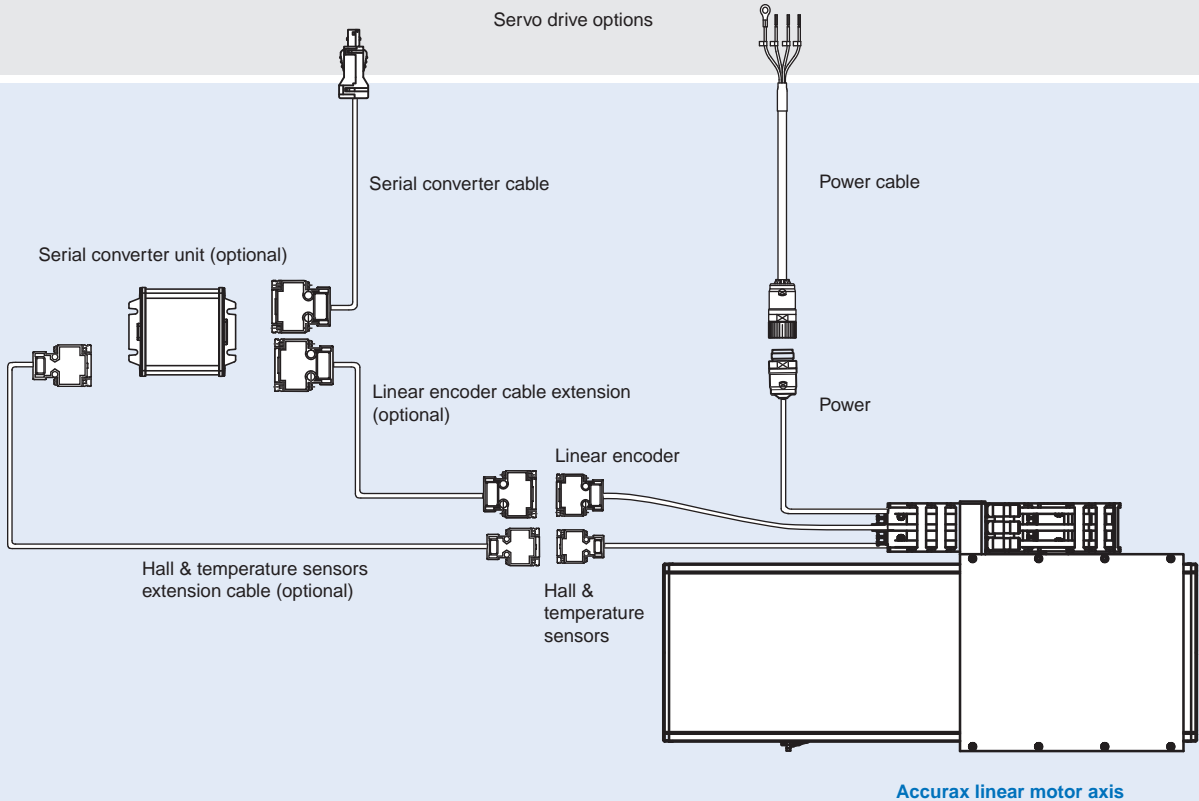 Servo drive options
Serial converter cable
Power cable
Serial converter unit (optional)
Linear encoder cable extension
(optional)
Power
Linear encoder
Hall & temperature sensors
extension cable (optional)
Hall &
temperature
sensors
Accurax linear motor axis